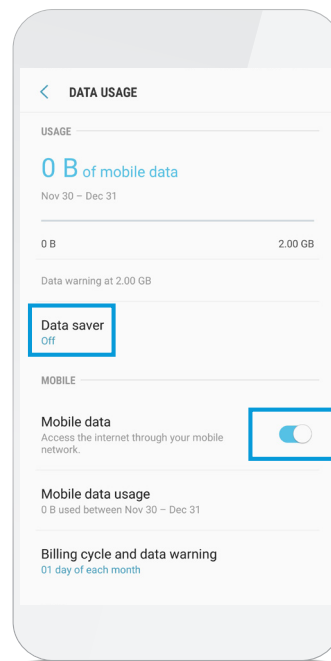 DATA USAGE
USAGE
0 B of mobile data
Nov 30 – Dec 31
0 B 2.00 GB
Data warning at 2.00 GB
Data saver
Off
MOBILE
Mobile data
Access the internet through your mobile
network.
Mobile data usage
0 B used between Nov 30 – Dec 31
Billing cycle and data warning
01 day of each month